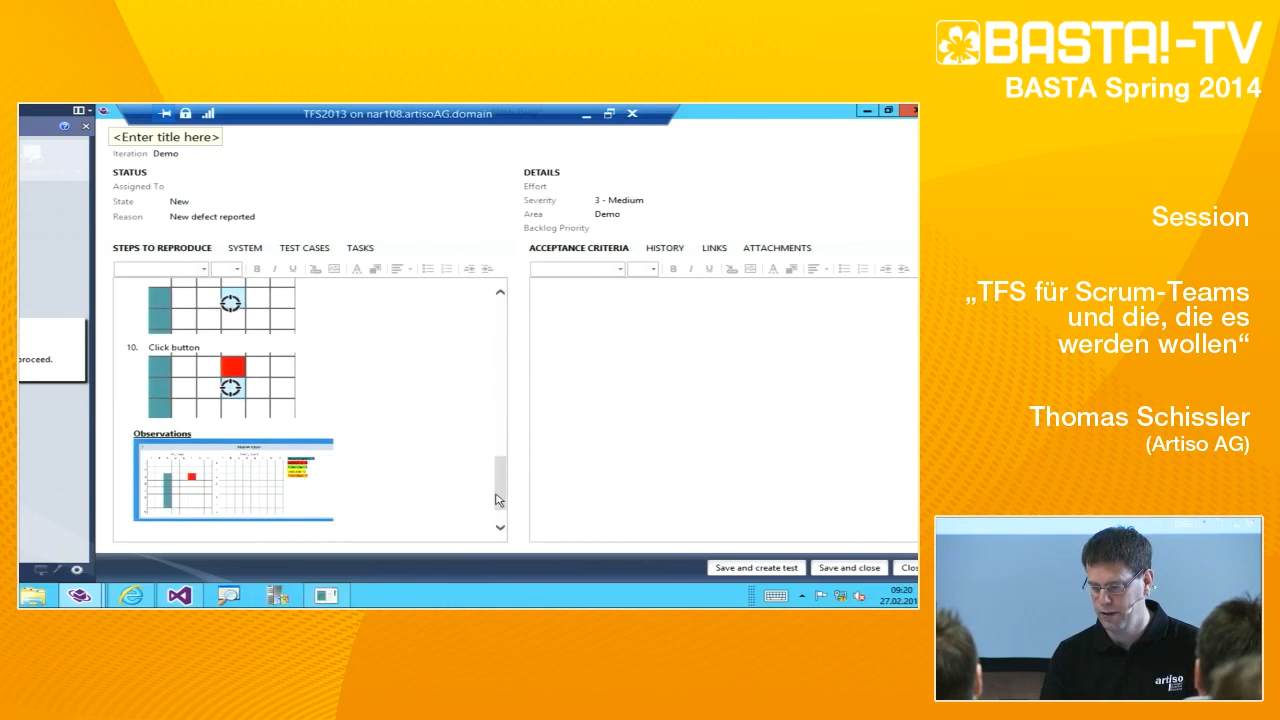 BASTA!-TV
BASTA Spring 2014
TFS2013 on nar108.artisoAG.domain
<Enter title here>
Iteration Demo
STATUS
Assigned To
State New
Reason New defect reported
DETAILS
Effort
Severity 3 - Medium
Area Demo
Backlog Priority
STEPS TO REPRODUCE SYSTEM TEST CASES TASKS
ACCEPTANCE CRITERIA HISTORY LINKS ATTACHMENTS
B I U A
B I U A
proceed.
10. Click button
Observations
Save and create test Save and close Clos
09:20
27.02.201
Session
„TFS für Scrum-Teams
und die, die es
werden wollen“
Thomas Schissler
(Artiso AG)
artiso